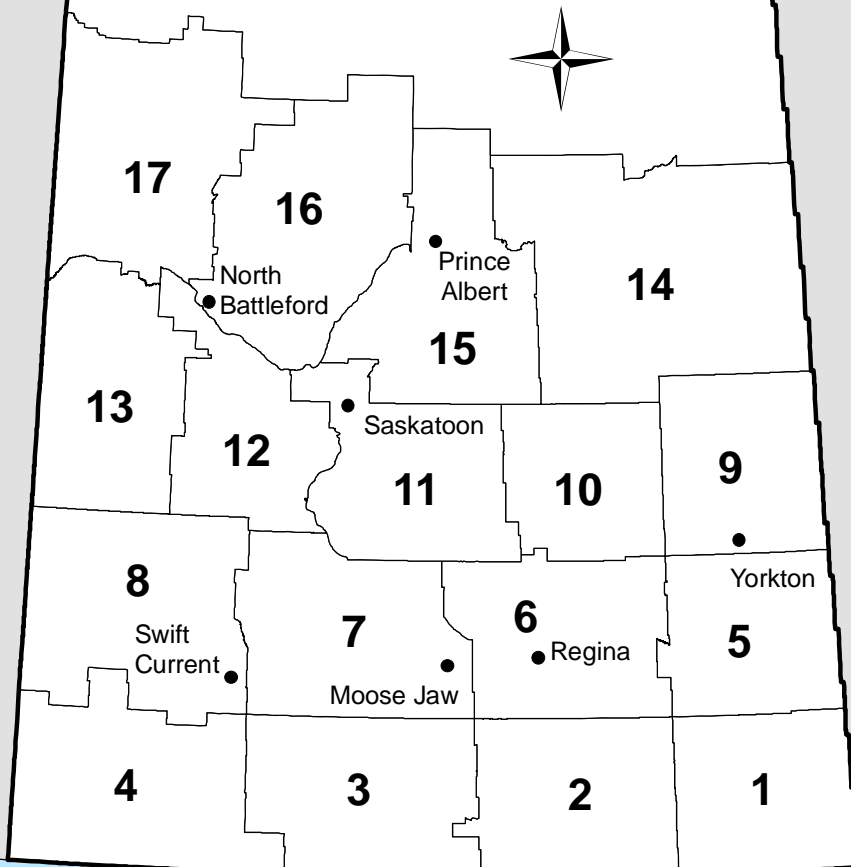 17
16
North
Battleford
Prince
Albert
14
15
13
Saskatoon
12
11
10
9
Yorkton
8
Swift
Current
7
Moose Jaw
6
Regina
5
4
3
2
1